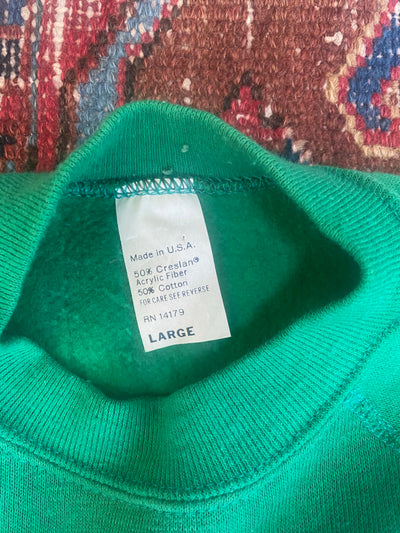 Made in U.S.A.
50% Creslan®
Acrylic Fiber
50% Cotton
FOR CARE SEE REVERSE
RN 14179
LARGE